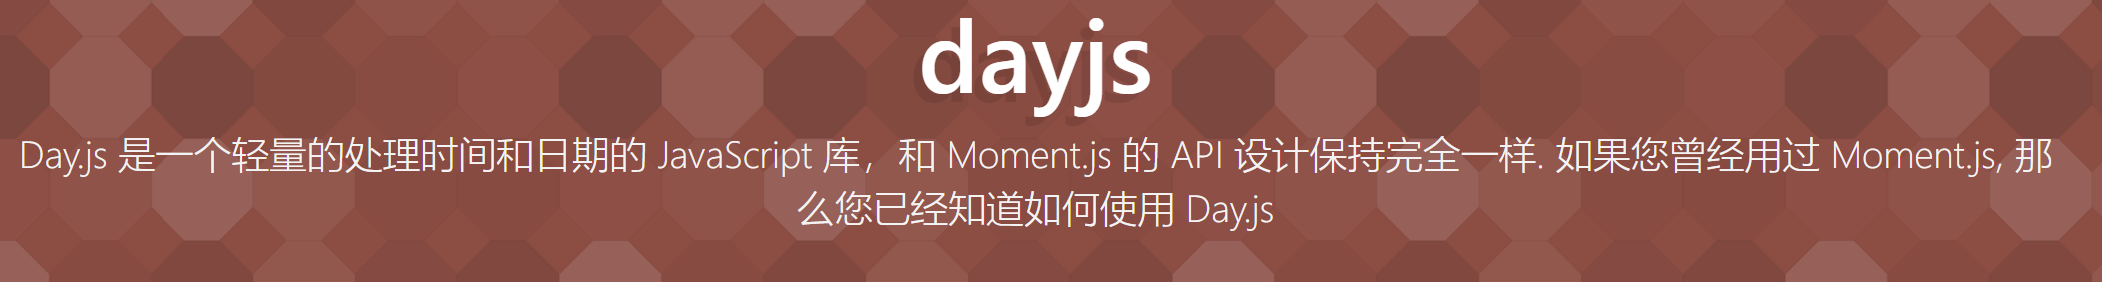 dayjs
Day.js 是一个轻量的处理时间和日期的 JavaScript 库，和 Moment.js 的 API 设计保持完全一样. 如果您曾经用过 Moment.js, 那
么您已经知道如何使用 Day.js